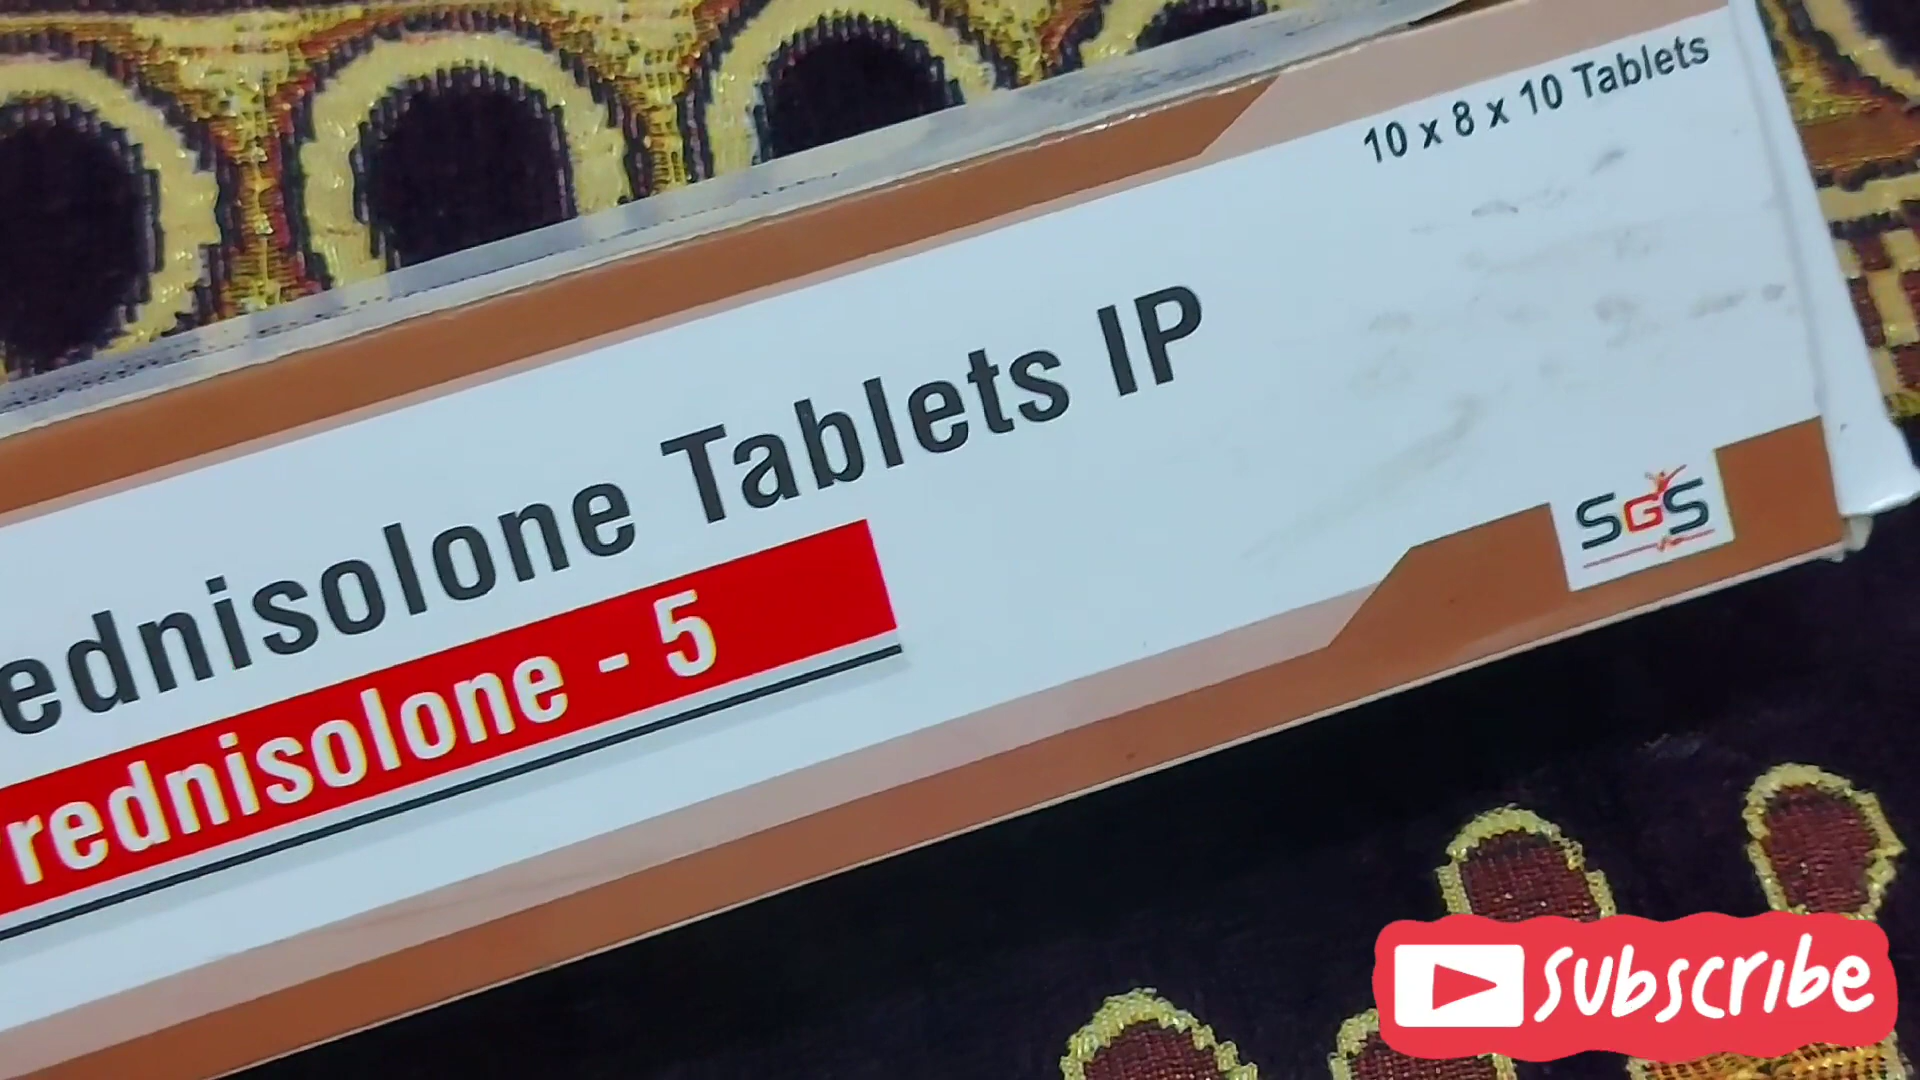 10 x 8 x 10 Tablets
ednisolone Tablets IP
rednisolone - 5
SGS
subscribe